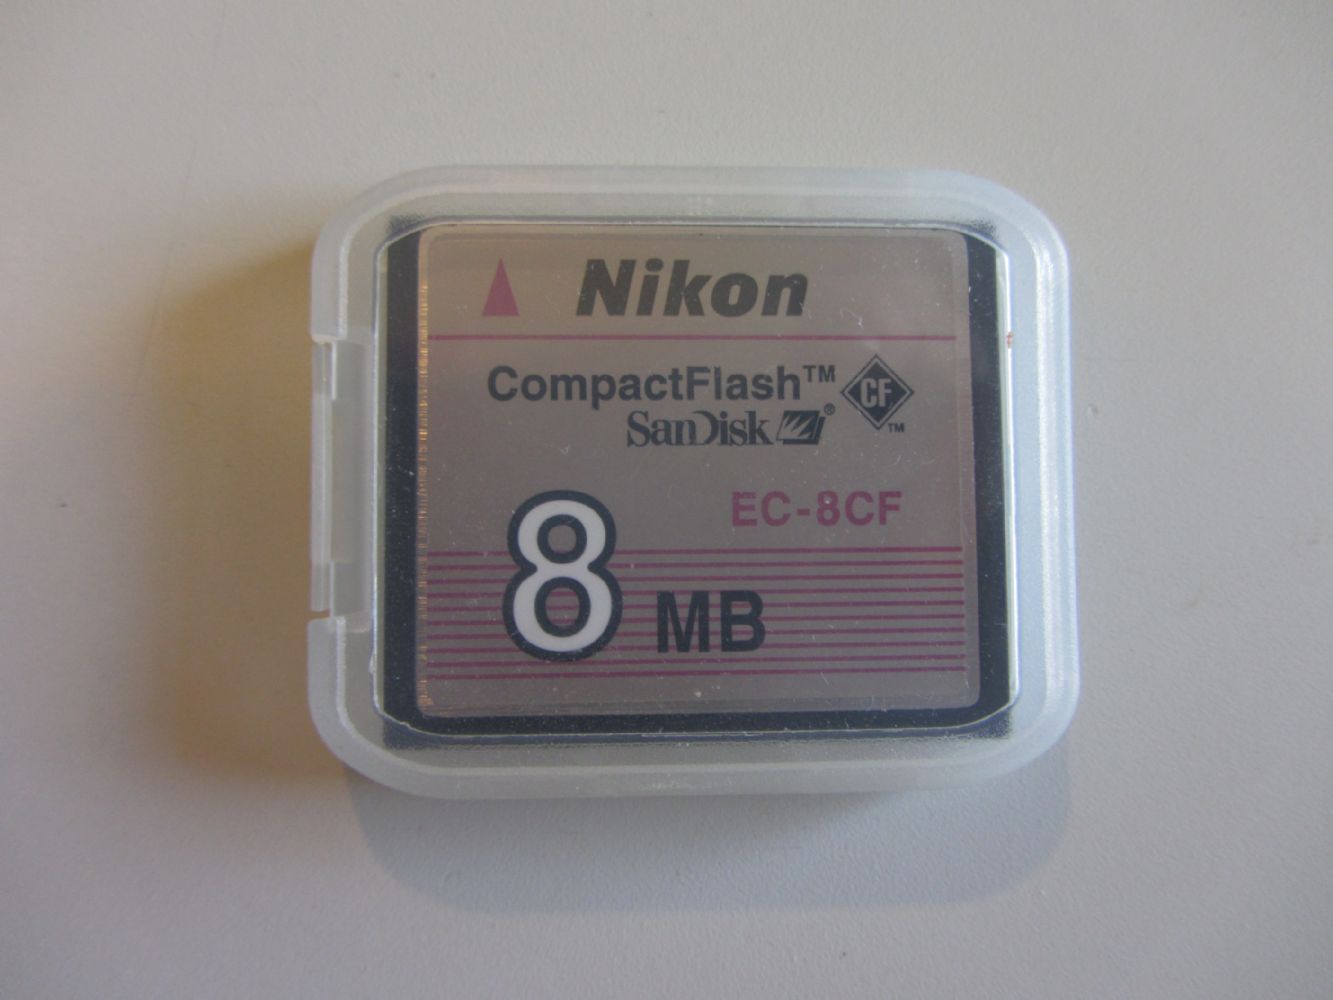 Nikon
CompactFlash™
CF™
SanDisk®
EC-8CF
8 MB